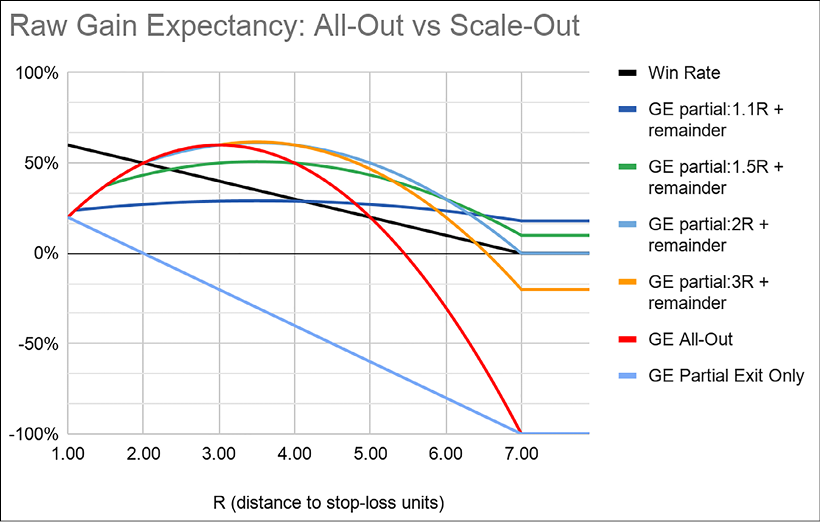 Raw Gain Expectancy: All-Out vs Scale-Out
100%
50%
0%
-50%
-100%
1.00 2.00 3.00 4.00 5.00 6.00 7.00
R (distance to stop-loss units)
Win Rate
GE partial:1.1R +
remainder
GE partial:1.5R +
remainder
GE partial:2R +
remainder
GE partial:3R +
remainder
GE All-Out
GE Partial Exit Only